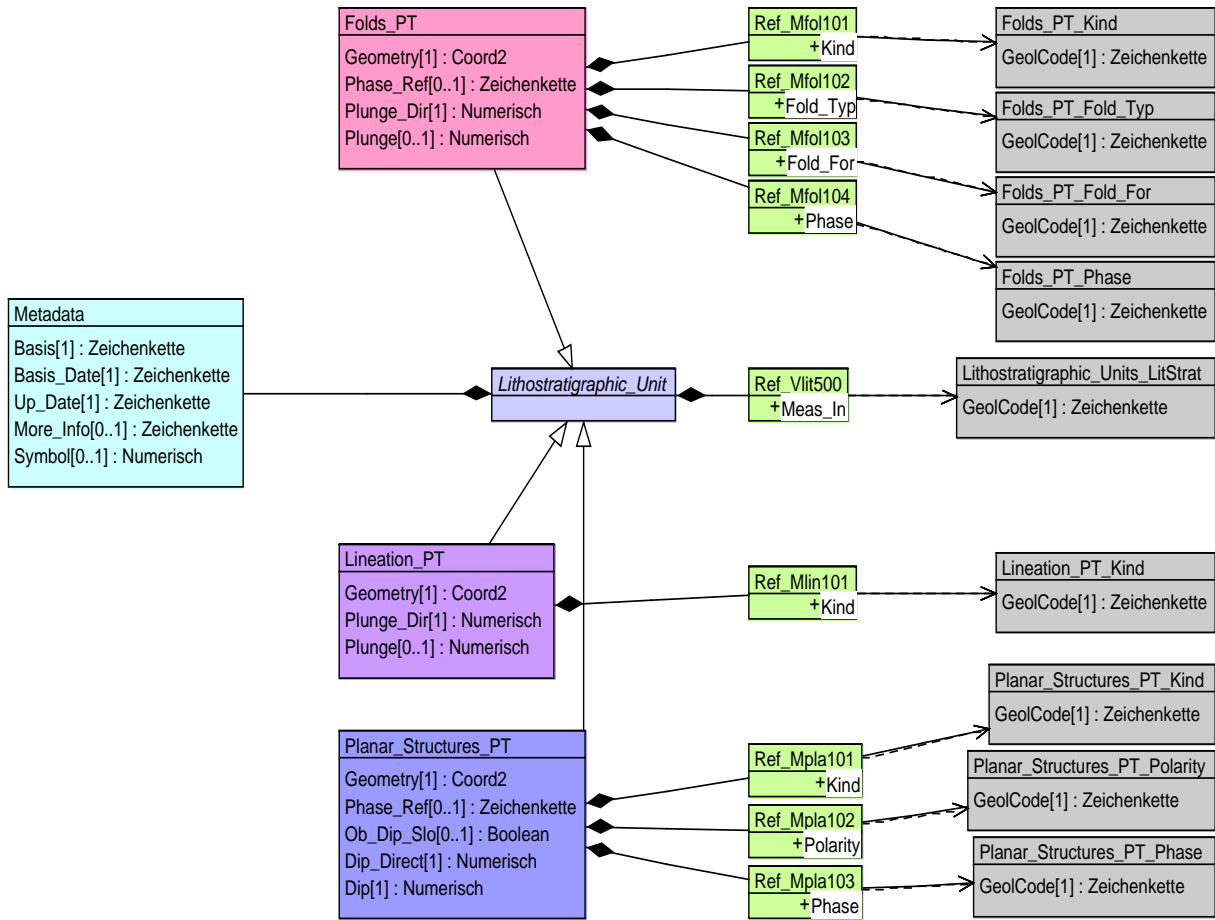 Folds_PT
Geometry[1] : Coord2
Phase_Ref[0..1] : Zeichenkette
Plunge_Dir[1] : Numerisch
Plunge[0..1] : Numerisch
Ref_Mfol101
+Kind
Ref_Mfol102
+Fold_Typ
Ref_Mfol103
+Fold_For
Ref_Mfol104
+Phase
Folds_PT_Kind
GeolCode[1] : Zeichenkette
Folds_PT_Fold_Typ
GeolCode[1] : Zeichenkette
Folds_PT_Fold_For
GeolCode[1] : Zeichenkette
Folds_PT_Phase
GeolCode[1] : Zeichenkette
Metadata
Basis[1] : Zeichenkette
Basis_Date[1] : Zeichenkette
Up_Date[1] : Zeichenkette
More_Info[0..1] : Zeichenkette
Symbol[0..1] : Numerisch
Lithostratigraphic_Unit
Ref_Vlit500
+Meas_In
Lithostratigraphic_Units_LitStrat
GeolCode[1] : Zeichenkette
Lineation_PT
Geometry[1] : Coord2
Plunge_Dir[1] : Numerisch
Plunge[0..1] : Numerisch
Ref_Mlin101
+Kind
Lineation_PT_Kind
GeolCode[1] : Zeichenkette
Planar_Structures_PT
Geometry[1] : Coord2
Phase_Ref[0..1] : Zeichenkette
Ob_Dip_Slo[0..1] : Boolean
Dip_Direct[1] : Numerisch
Dip[1] : Numerisch
Ref_Mpla101
+Kind
Ref_Mpla102
+Polarity
Ref_Mpla103
+Phase
Planar_Structures_PT_Kind
GeolCode[1] : Zeichenkette
Planar_Structures_PT_Polarity
GeolCode[1] : Zeichenkette
Planar_Structures_PT_Phase
GeolCode[1] : Zeichenkette